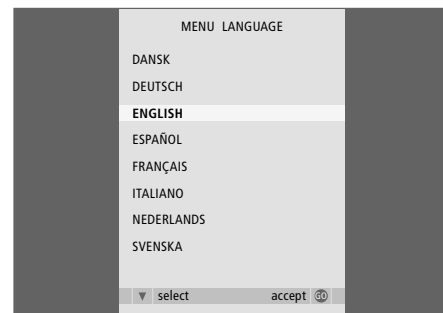 MENU LANGUAGE
DANSK
DEUTSCH
ENGLISH
ESPAÑOL
FRANÇAIS
ITALIANO
NEDERLANDS
SVENSKA
▼ select accept GO